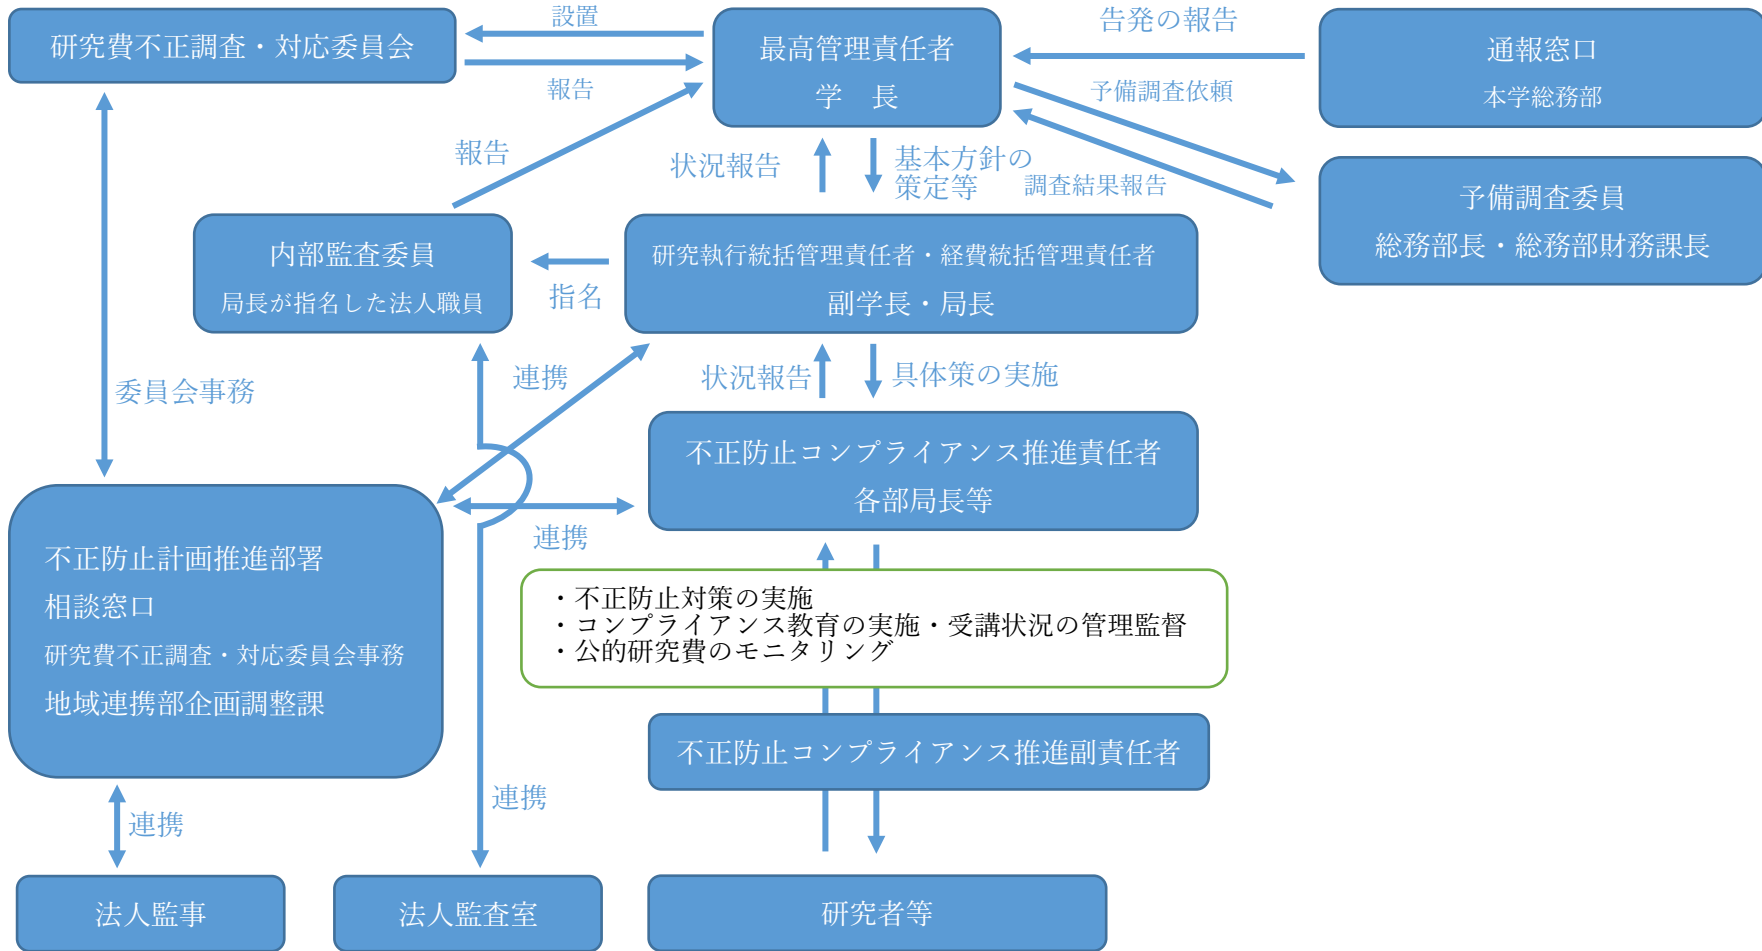 設置
研究費不正調査・対応委員会
報告
最高管理責任者
学　長
告発の報告
通報窓口
本学総務部
予備調査依頼
報告
状況報告
基本方針の
策定等
調査結果報告
予備調査委員
総務部長・総務部財務課長
内部監査委員
局長が指名した法人職員
指名
研究執行統括管理責任者・経費統括管理責任者
副学長・局長
委員会事務
連携
状況報告
具体策の実施
不正防止コンプライアンス推進責任者
各部局長等
連携
不正防止計画推進部署
相談窓口
研究費不正調査・対応委員会事務
地域連携部企画調整課
・不正防止対策の実施
・コンプライアンス教育の実施・受講状況の管理監督
・公的研究費のモニタリング
不正防止コンプライアンス推進副責任者
連携
連携
法人監事
法人監査室
研究者等